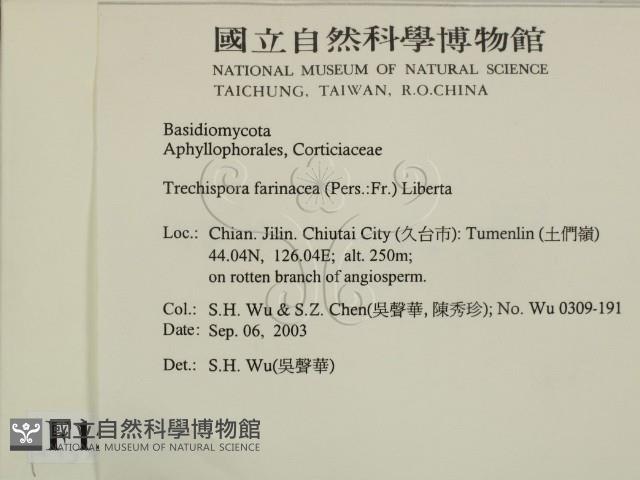 國立自然科學博物館
NATIONAL MUSEUM OF NATURAL SCIENCE
TAICHUNG, TAIWAN, R.O.CHINA
Basidiomycota
Aphyllophorales, Corticiaceae
Trechispora farinacea (Pers.:Fr.) Liberta
Loc.: Chian. Jilin. Chiutai City (久台市): Tumenlin (土們嶺)
44.04N, 126.04E; alt. 250m;
on rotten branch of angiosperm.
Col.: S.H. Wu & S.Z. Chen(吳聲華, 陳秀珍); No. Wu 0309-191
Date: Sep. 06, 2003
Det.: S.H. Wu(吳聲華)
國立自然科學博物館
NATIONAL MUSEUM OF NATURAL SCIENCE